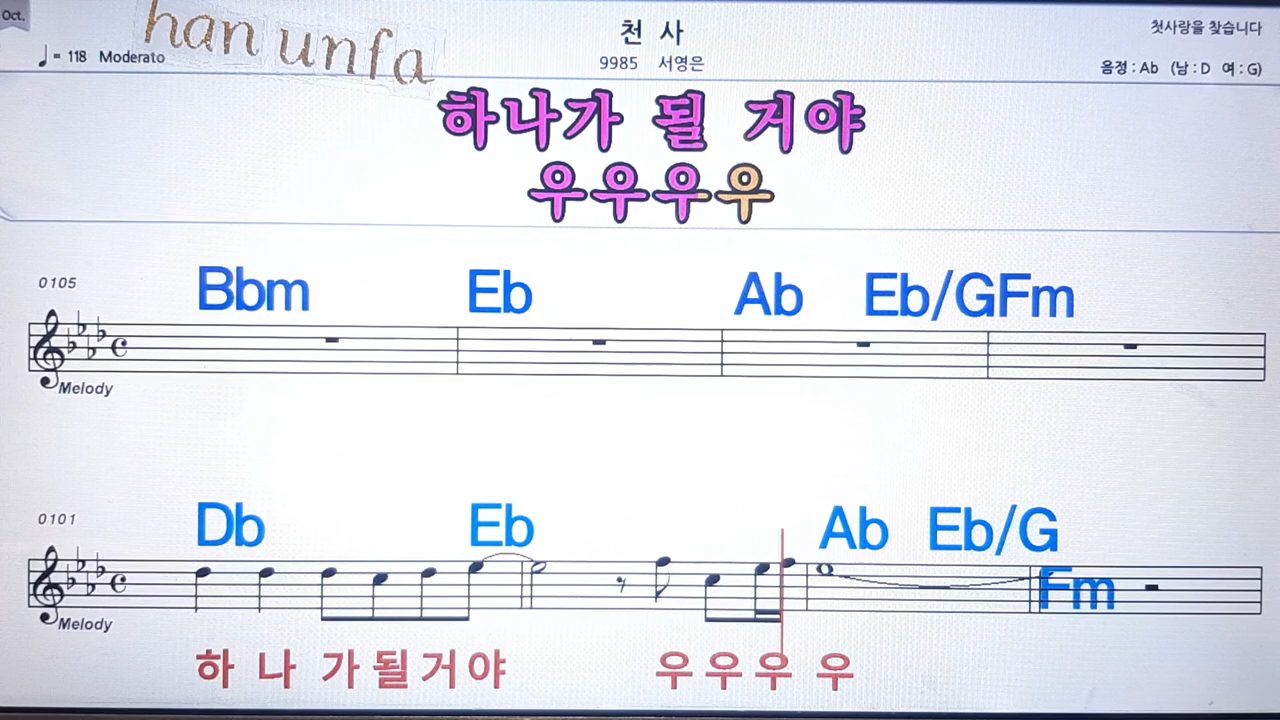 Oct.
han unfa
천 사
첫사랑을 찾습니다
♩= 118 Moderato
9985 서영은
음정 : Ab (남 : D 여 : G)
하나가 될 거야
우우우우
0105
Bbm Eb Ab Eb/G Fm
Melody
0101
Db Eb Ab Eb/G
Fm
Melody
하 나 가 될 거 야 우 우 우 우